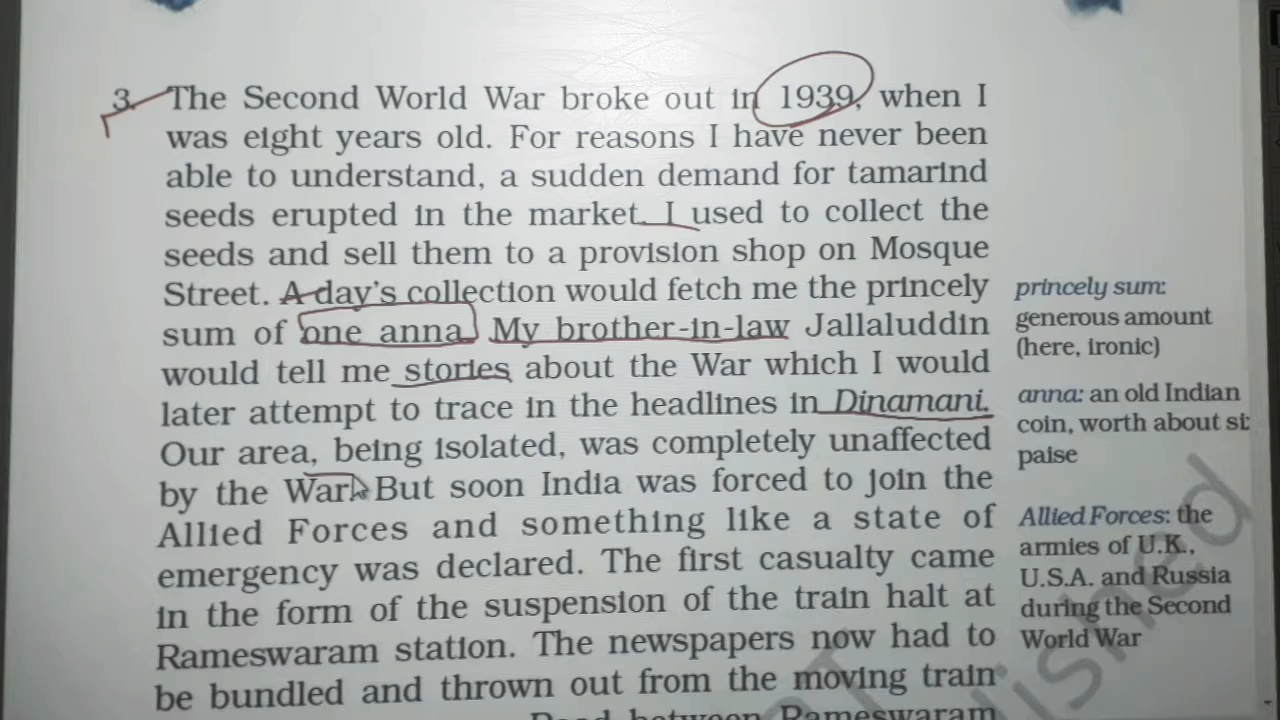 3. The Second World War broke out in 1939, when I
was eight years old. For reasons I have never been
able to understand, a sudden demand for tamarind
seeds erupted in the market. I used to collect the
seeds and sell them to a provision shop on Mosque
Street. A day's collection would fetch me the princely
sum of one anna. My brother-in-law Jallaluddin
would tell me stories about the War which I would
later attempt to trace in the headlines in Dinamani.
Our area, being isolated, was completely unaffected
by the War. But soon India was forced to join the
Allied Forces and something like a state of
emergency was declared. The first casualty came
in the form of the suspension of the train halt at
Rameswaram station. The newspapers now had to
be bundled and thrown out from the moving train
Road between Rameswaram
princely sum:
generous amount
(here, ironic)
anna: an old Indian
coin, worth about
paise
Allied Forces: the
armies of U.K.,
U.S.A. and Russia
during the Second
World War